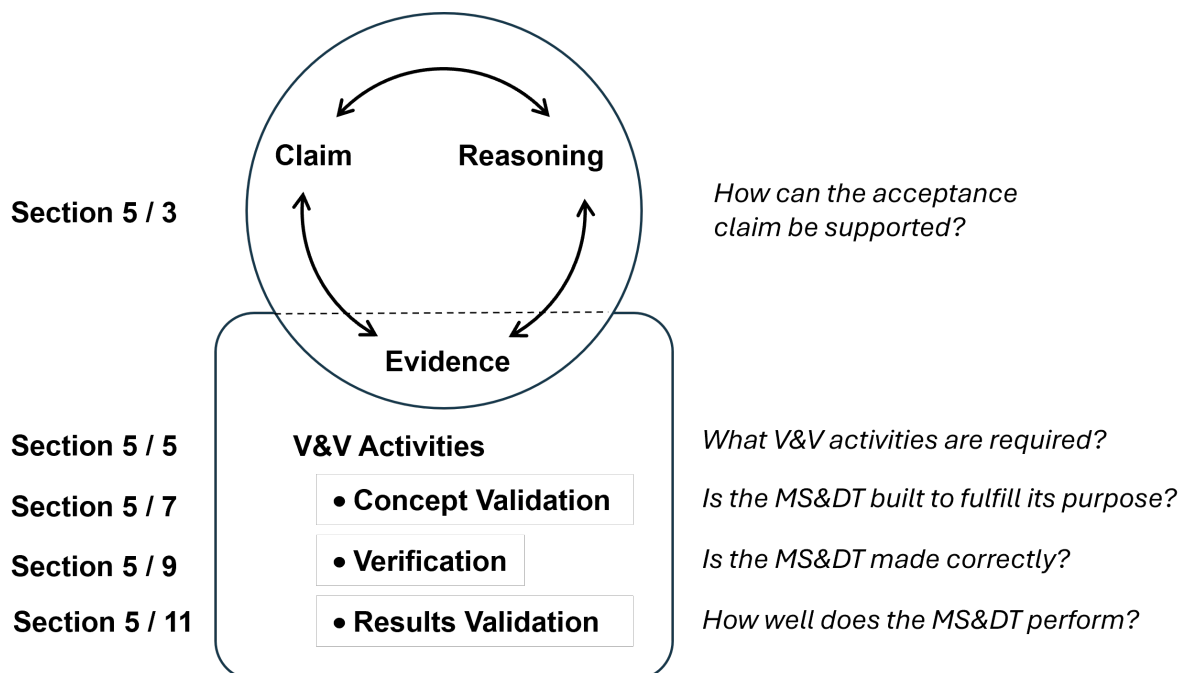 Claim
Reasoning
Section 5 / 3
How can the acceptance
claim be supported?
Evidence
Section 5 / 5
V&V Activities
What V&V activities are required?
Section 5 / 7
• Concept Validation
Is the MS&DT built to fulfill its purpose?
Section 5 / 9
• Verification
Is the MS&DT made correctly?
Section 5 / 11
• Results Validation
How well does the MS&DT perform?